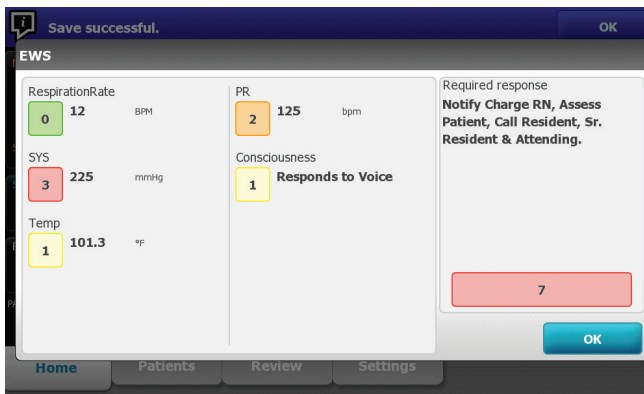 Save successful.
OK
EWS
RespirationRate
0 12 BPM
SYS
3 225 mmHg
Temp
1 101.3 °F
PR
2 125 bpm
Consciousness
1 Responds to Voice
Required response
Notify Charge RN, Assess
Patient, Call Resident, Sr.
Resident & Attending.
7
OK
Home
Patients
Review
Settings